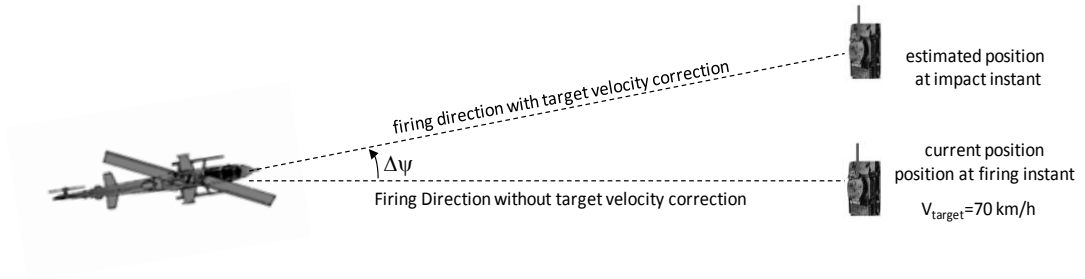 estimated position
at impact instant
firing direction with target velocity correction
Δψ
current position
position at firing instant
Firing Direction without target velocity correction
V_target=70 km/h